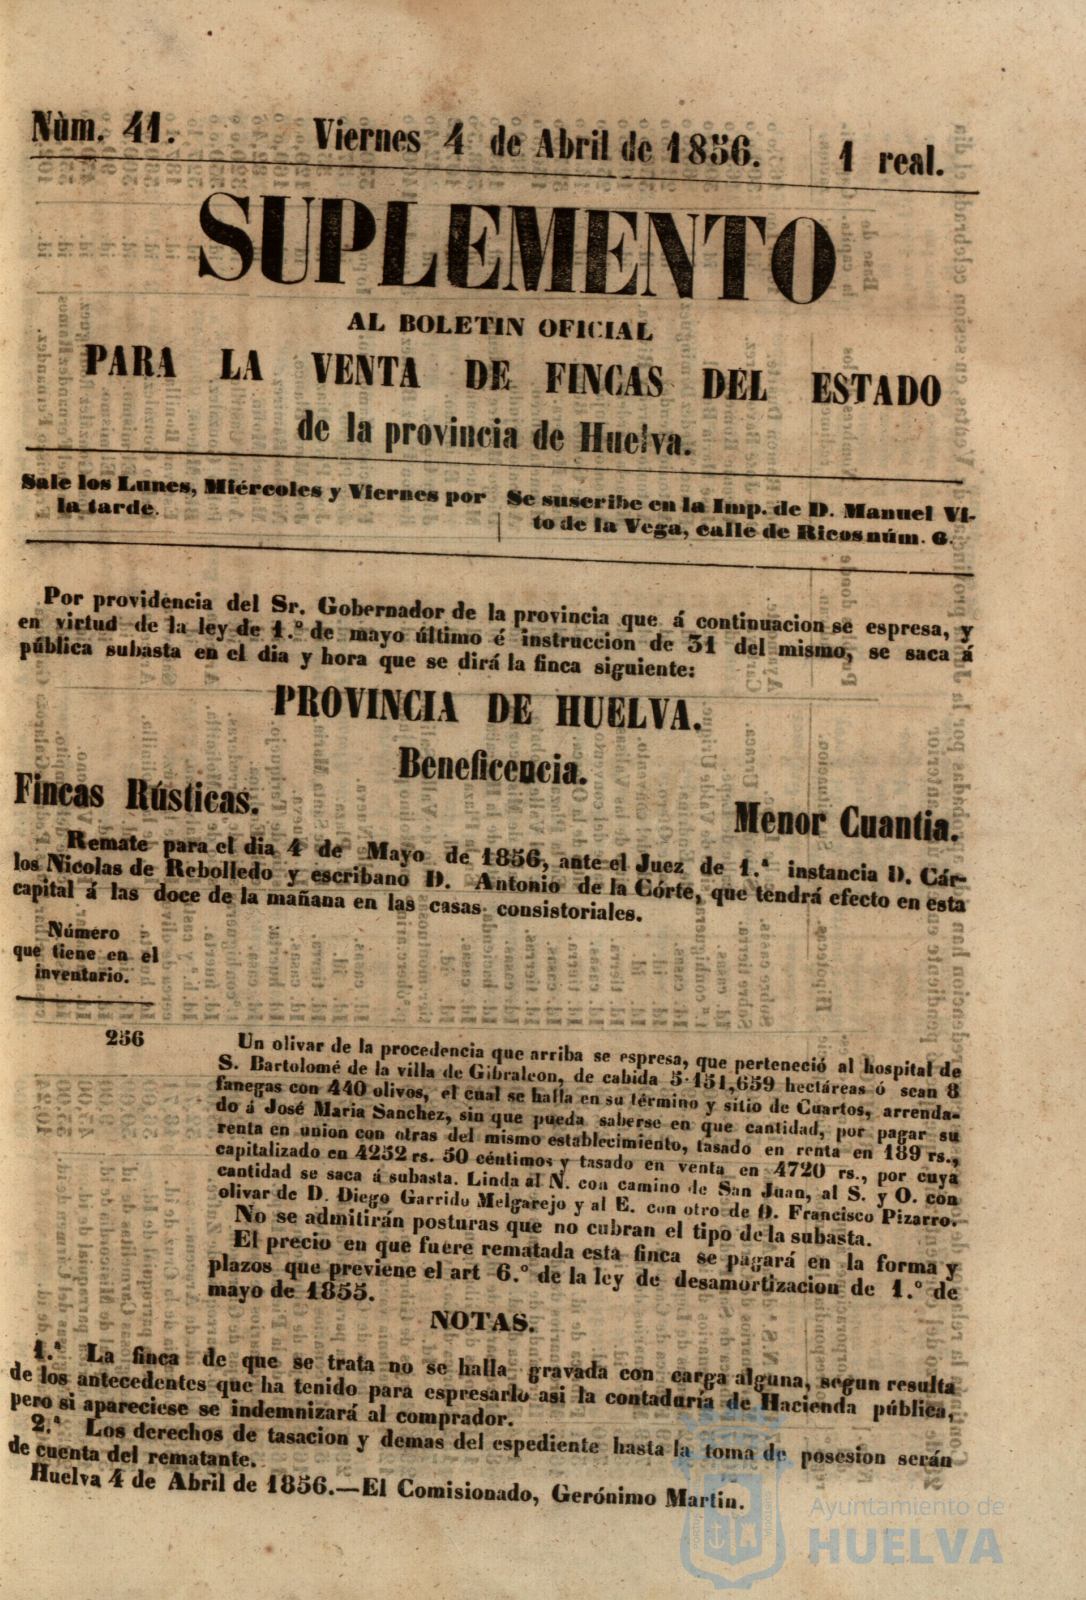 Nùm. 41. Viernes 4 de Abril de 1856. 1 real.
SUPLEMENTO
AL BOLETIN OFICIAL
PARA LA VENTA DE FINCAS DEL ESTADO
de la provincia de Huelva.
Sale los Lunes, Miércoles y Viernes por
la tarde.
Se suscribe en la Imp. de D. Manuel Vi-
to de la Vega, calle de Ricos núm. 6.
Por providencia del Sr. Gobernador de la provincia que á continuacion se espresa, y
en virtud de la ley de 1.º de mayo último é instruccion de 31 del mismo, se saca á
pública subasta en el dia y hora que se dirá la finca siguiente:
PROVINCIA DE HUELVA.
Beneficencia.
Fincas Rústicas.
Menor Cuantia.
Remate para el dia 4 de Mayo de 1856, ante el Juez de 1.ª instancia D. Cár-
los Nicolas de Rebolledo y escribano D. Antonio de la Córte, que tendrá efecto en esta
capital á las doce de la mañana en las casas consistoriales.
Número
que tiene en el
inventario.
256
Un olivar de la procedencia que arriba se espresa, que perteneció al hospital de
S. Bartolomé de la villa de Gibraleon, de cabida 5-151,659 hectáreas ó sean 8
fanegas con 440 olivos, el cual se halla en su término y sitio de Cuartos, arrenda-
do á José Maria Sanchez, sin que pueda saberse en que cantidad, por pagar su
renta en union con otras del mismo establecimiento, tasado en renta en 189 rs.,
capitalizado en 4252 rs. 50 céntimos y tasado en venta en 4720 rs., por cuya
cantidad se saca á subasta. Linda al N. con camino de San Juan, al S. y O. con
olivar de D. Diego Garrido Melgarejo y al E. con otro de D. Francisco Pizarro.
No se admitirán posturas que no cubran el tipo de la subasta.
El precio en que fuere rematada esta finca se pagará en la forma y
plazos que previene el art 6.º de la ley de desamortizacion de 1.º de
mayo de 1855.
NOTAS.
1.ª La finca de que se trata no se halla gravada con carga alguna, segun resulta
de los antecedentes que ha tenido para espresarlo asi la contaduría de Hacienda pública,
pero si apareciese se indemnizará al comprador.
2.ª Los derechos de tasacion y demas del espediente hasta la toma de posesion serán
de cuenta del rematante.
Huelva 4 de Abril de 1856.—El Comisionado, Gerónimo Martin.
Ayuntamiento de
HUELVA